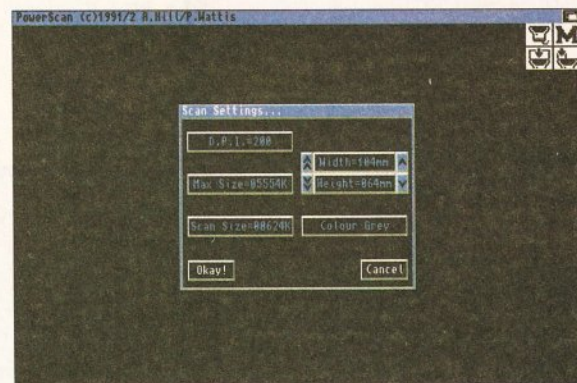 PowerScan (c)1991/2 A.Hill/P.Wattis
M
Scan Settings...
D.P.I.=200
Width=104mm
Max Size=05554K
Height=064mm
Scan Size=00624K
Colour Grey
Okay!
Cancel